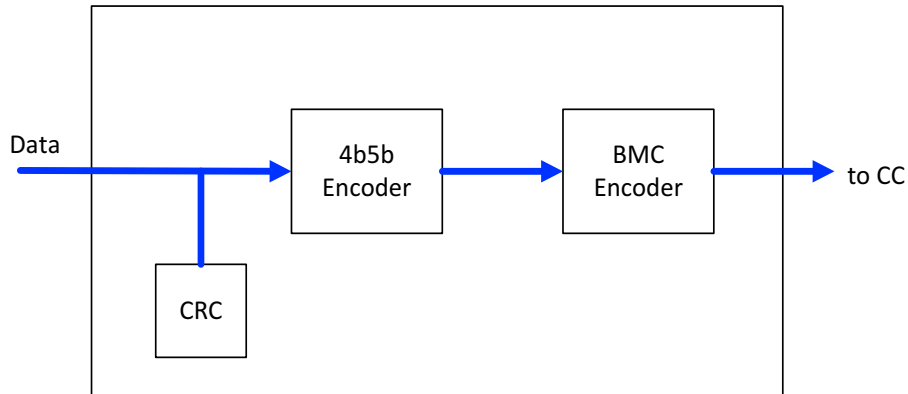 Data
4b5b
Encoder
BMC
Encoder
to CC
CRC